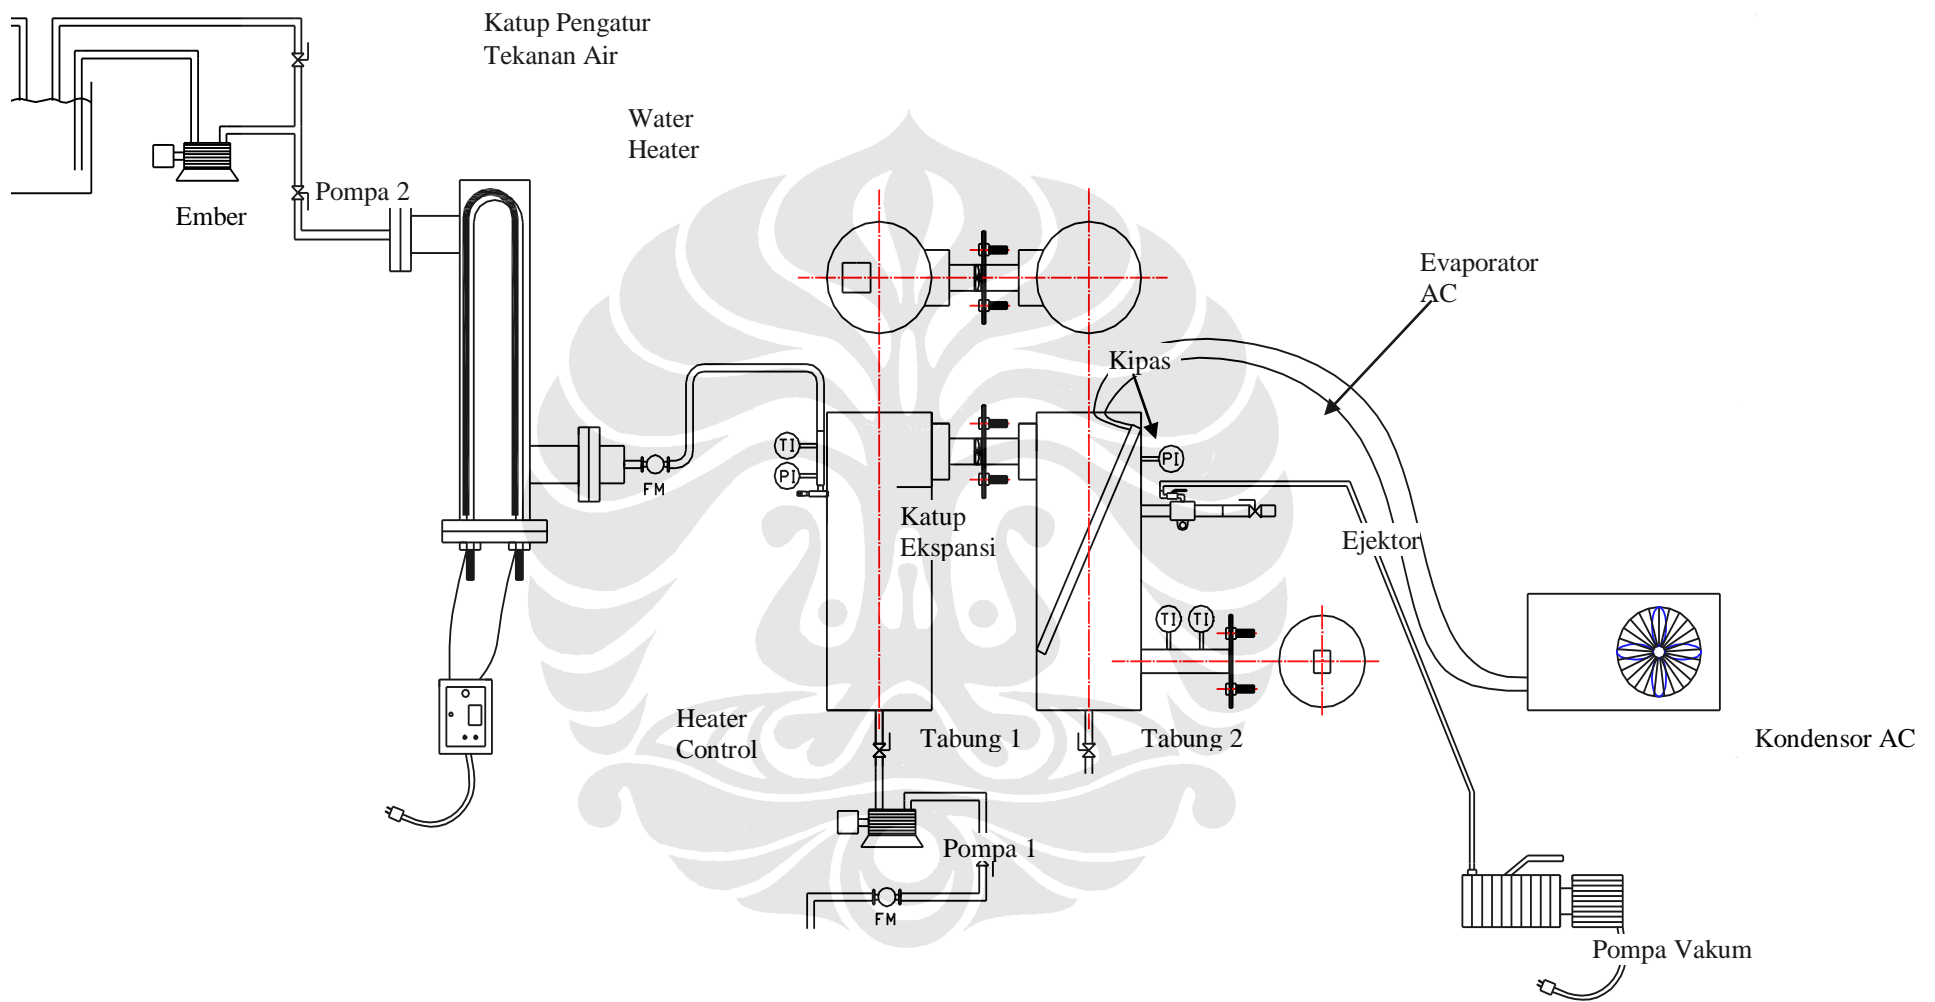 Katup Pengatur
Tekanan Air
Water
Heater
Pompa 2
Ember
Evaporator
AC
Kipas
TI
PI
PI
FM
Katup
Ekspansi
Ejektor
TI
TI
Heater
Control
Tabung 1
Tabung 2
Kondensor AC
Pompa 1
FM
Pompa Vakum